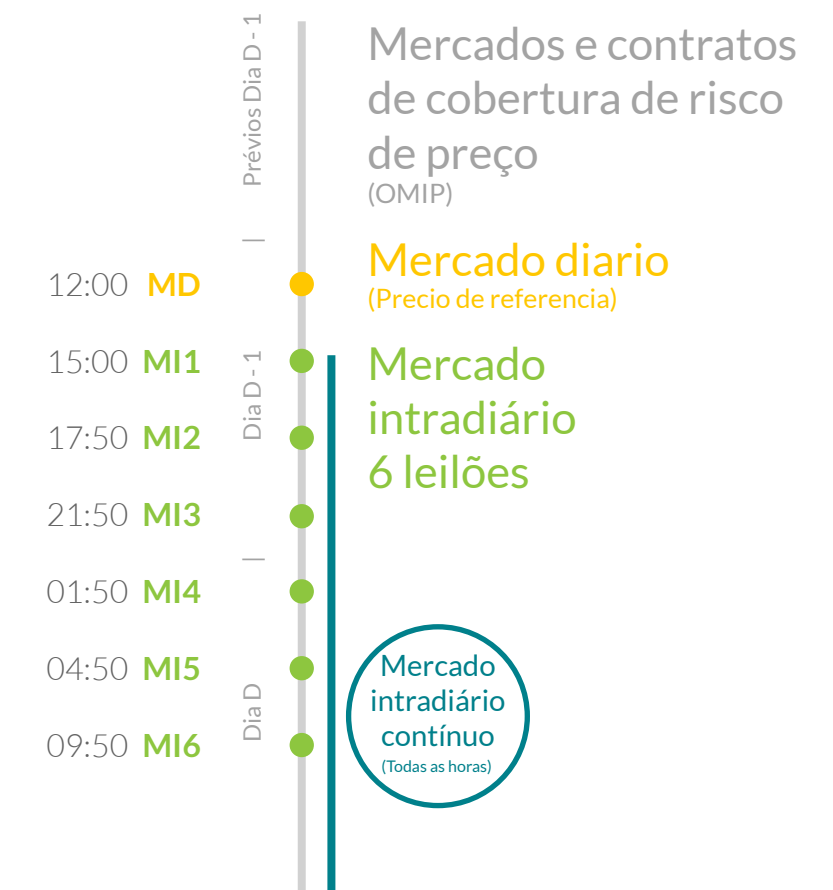 Prévios Dia D - 1
Mercados e contratos
de cobertura de risco
de preço
(OMIP)
12:00 MD
Mercado diario
(Precio de referencia)
Dia D - 1
15:00 MI1
17:50 MI2
21:50 MI3
Mercado
intradiário
6 leilões
Dia D
01:50 MI4
04:50 MI5
09:50 MI6
Mercado
intradiário
contínuo
(Todas as horas)